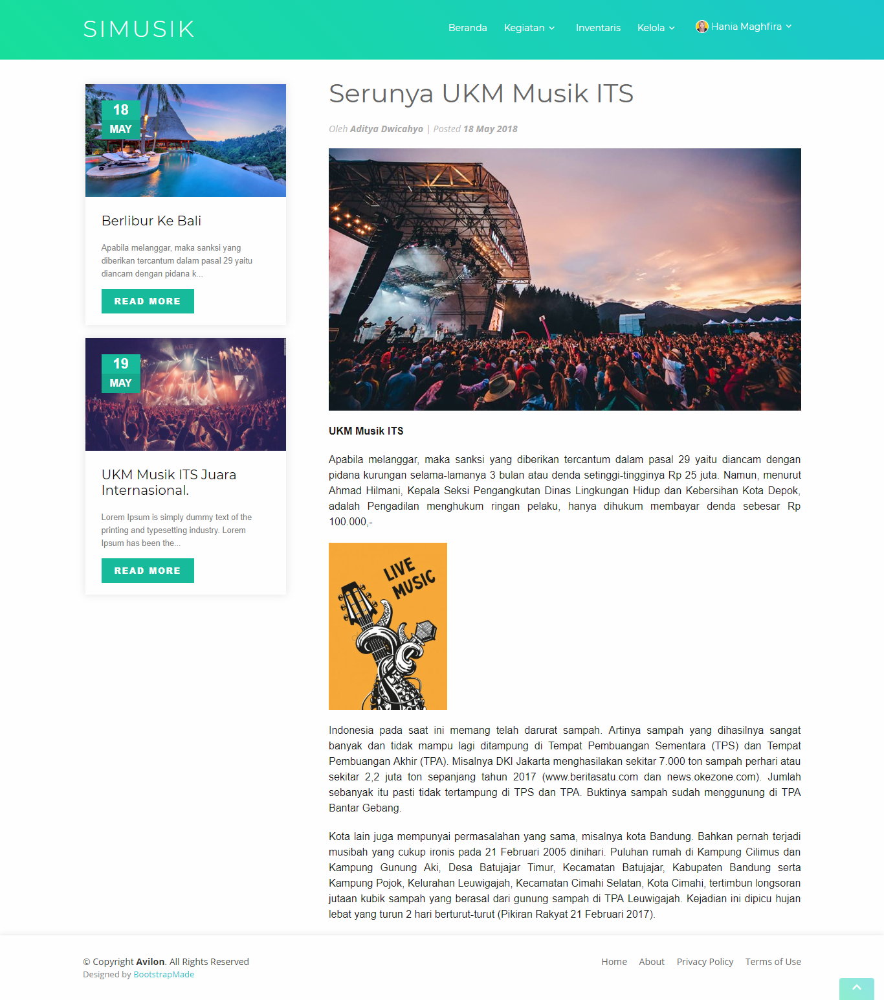 SIMUSIK
Beranda Kegiatan Inventaris Kelola Hania Maghfira
18
MAY
Berlibur Ke Bali
Apabila melanggar, maka sanksi yang
diberikan tercantum dalam pasal 29 yaitu
diancam dengan pidana k...
READ MORE
19
MAY
UKM Musik ITS Juara
Internasional.
Lorem Ipsum is simply dummy text of the
printing and typesetting industry. Lorem
Ipsum has been the...
READ MORE
Serunya UKM Musik ITS
Oleh Aditya Dwicahyo | Posted 18 May 2018
UKM Musik ITS
Apabila melanggar, maka sanksi yang diberikan tercantum dalam pasal 29 yaitu diancam dengan
pidana kurungan selama-lamanya 3 bulan atau denda setinggi-tingginya Rp 25 juta. Namun, menurut
Ahmad Hilmani, Kepala Seksi Pengangkutan Dinas Lingkungan Hidup dan Kebersihan Kota Depok,
adalah Pengadilan menghukum ringan pelaku, hanya dihukum membayar denda sebesar Rp
100.000,-
LIVE
MUSIC
Indonesia pada saat ini memang telah darurat sampah. Artinya sampah yang dihasilnya sangat
banyak dan tidak mampu lagi ditampung di Tempat Pembuangan Sementara (TPS) dan Tempat
Pembuangan Akhir (TPA). Misalnya DKI Jakarta menghasilakan sekitar 7.000 ton sampah perhari atau
sekitar 2,2 juta ton sepanjang tahun 2017 (www.beritasatu.com dan news.okezone.com). Jumlah
sebanyak itu pasti tidak tertampung di TPS dan TPA. Buktinya sampah sudah menggunung di TPA
Bantar Gebang.
Kota lain juga mempunyai permasalahan yang sama, misalnya kota Bandung. Bahkan pernah terjadi
musibah yang cukup ironis pada 21 Februari 2005 dinihari. Puluhan rumah di Kampung Cilimus dan
Kampung Gunung Aki, Desa Batujajar Timur, Kecamatan Batujajar, Kabupaten Bandung serta
Kampung Pojok, Kelurahan Leuwigajah, Kecamatan Cimahi Selatan, Kota Cimahi, tertimbun longsoran
jutaan kubik sampah yang berasal dari gunung sampah di TPA Leuwigajah. Kejadian ini dipicu hujan
lebat yang turun 2 hari berturut-turut (Pikiran Rakyat 21 Februari 2017).
© Copyright Avilon. All Rights Reserved
Designed by BootstrapMade
Home About Privacy Policy Terms of Use